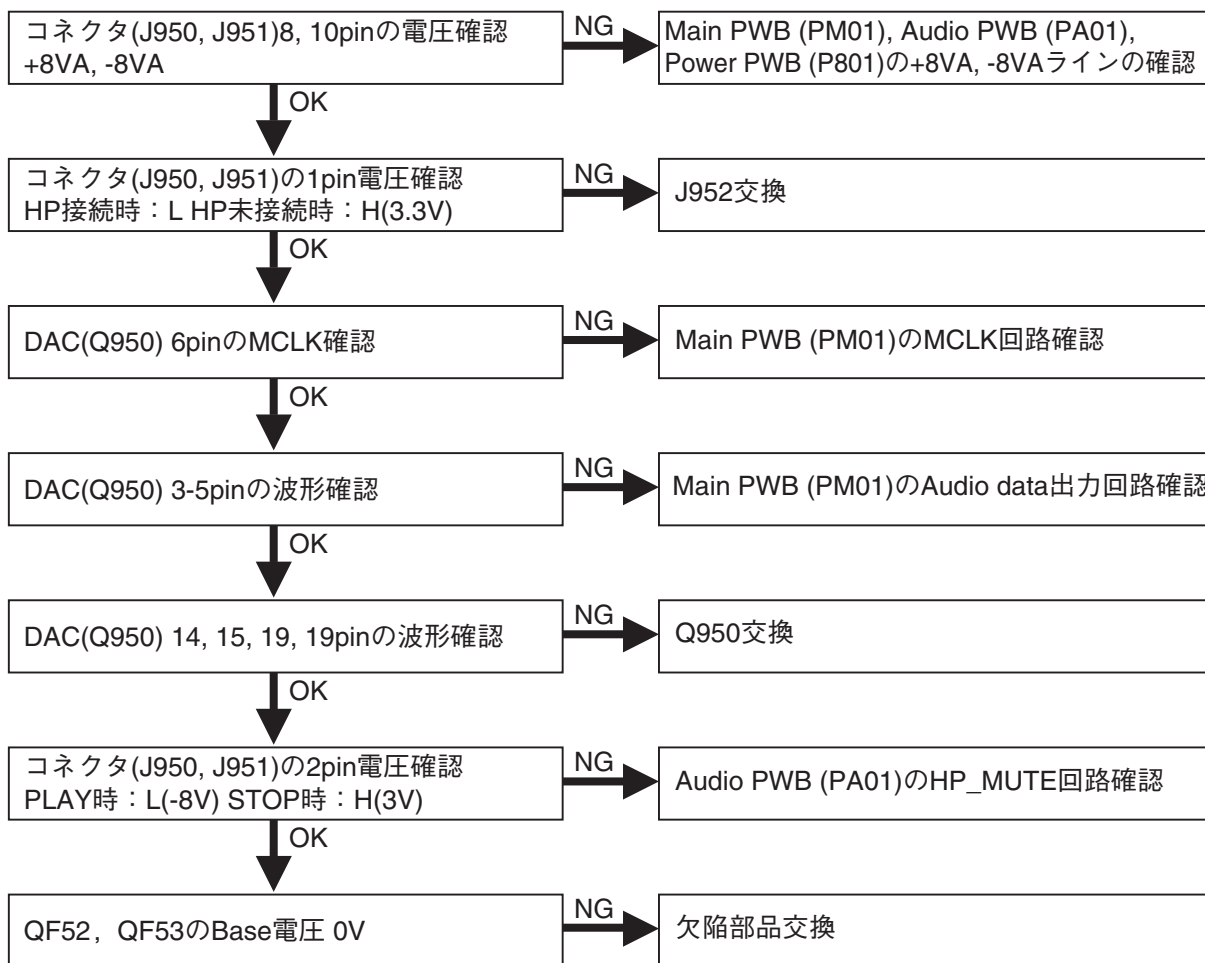 コネクタ(J950, J951)8, 10pinの電圧確認
+8VA, -8VA
NG
Main PWB (PM01), Audio PWB (PA01),
Power PWB (P801)の+8VA, -8VAラインの確認
OK
コネクタ(J950, J951)の1pin電圧確認
HP接続時：L HP未接続時：H(3.3V)
NG
J952交換
OK
DAC(Q950) 6pinのMCLK確認
NG
Main PWB (PM01)のMCLK回路確認
OK
DAC(Q950) 3-5pinの波形確認
NG
Main PWB (PM01)のAudio data出力回路確認
OK
DAC(Q950) 14, 15, 19, 19pinの波形確認
NG
Q950交換
OK
コネクタ(J950, J951)の2pin電圧確認
PLAY時：L(-8V) STOP時：H(3V)
NG
Audio PWB (PA01)のHP_MUTE回路確認
OK
QF52，QF53のBase電圧 0V
NG
欠陥部品交換